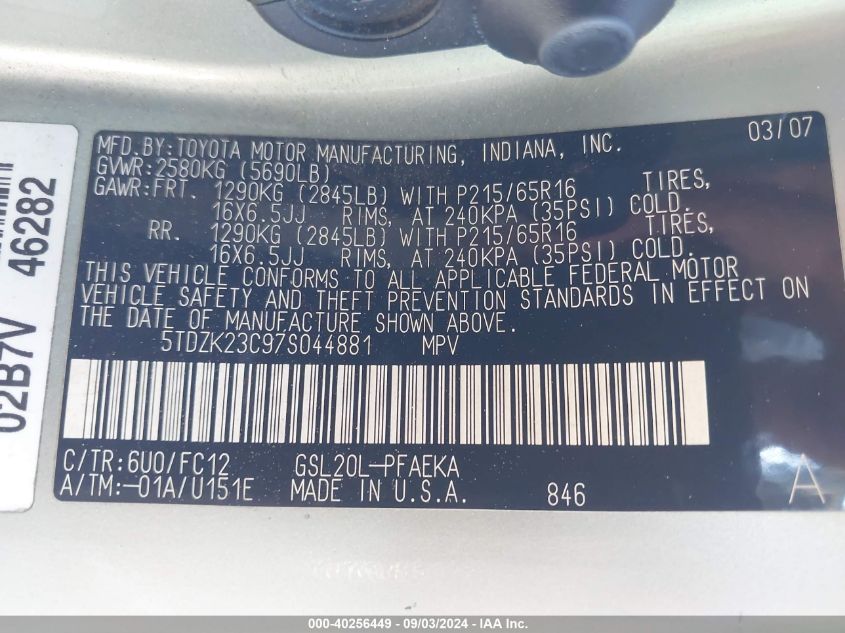 46282
02B7V
MFD.BY:TOYOTA MOTOR MANUFACTURING, INDIANA, INC. 03/07
GVWR:2580KG (5690LB)
GAWR:FRT. 1290KG (2845LB) WITH P215/65R16 TIRES,
16X6.5JJ RIMS, AT 240KPA (35PSI) COLD.
RR. 1290KG (2845LB) WITH P215/65R16 TIRES,
16X6.5JJ RIMS, AT 240KPA (35PSI) COLD.
THIS VEHICLE CONFORMS TO ALL APPLICABLE FEDERAL MOTOR
VEHICLE SAFETY AND THEFT PREVENTION STANDARDS IN EFFECT ON
THE DATE OF MANUFACTURE SHOWN ABOVE.
5TDZK23C97S044881 MPV
C/TR:6U0/FC12 GSL20L-PFAEKA
A/TM:-01A/U151E MADE IN U.S.A. 846 A
000-40256449 - 09/03/2024 - IAA Inc.